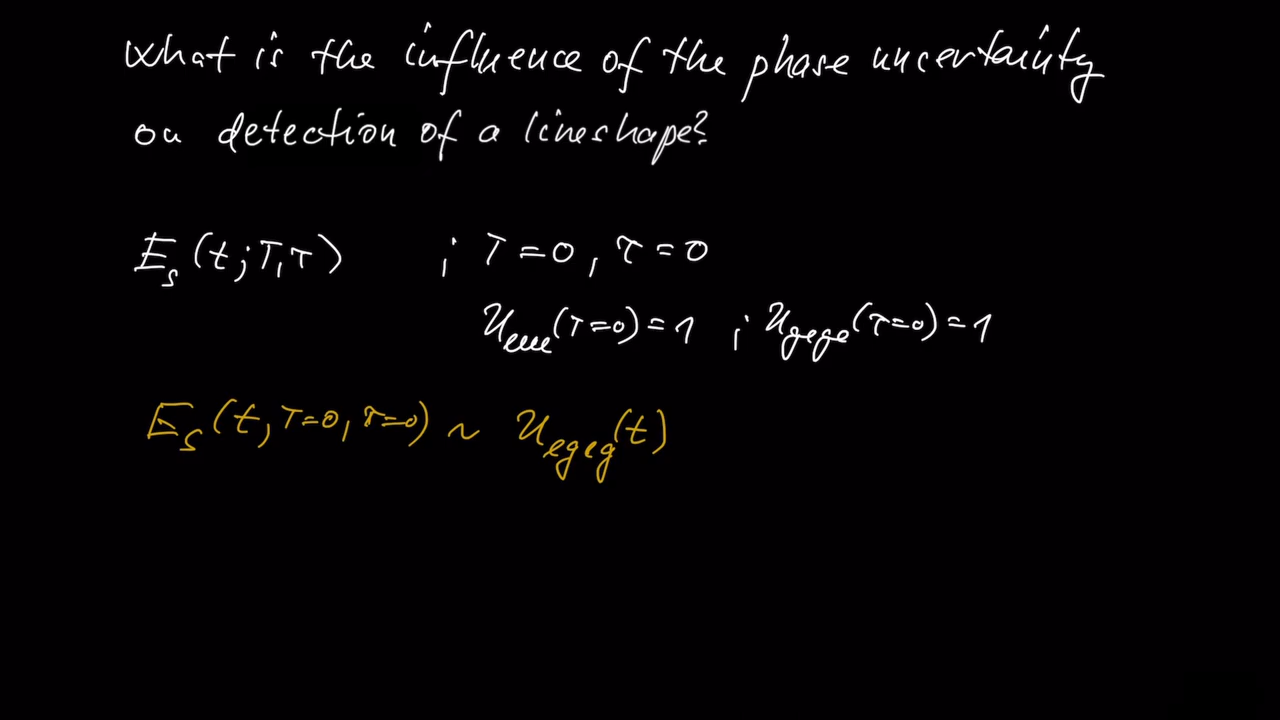 What is the influence of the phase uncertainty
on detection of a lineshape?
E_s(t; T, τ) ; T=0, τ=0
U_eeee(T=0)=1 ; U_gege(τ=0)=1
E_s(t, T=0, τ=0) ~ U_egeg(t)